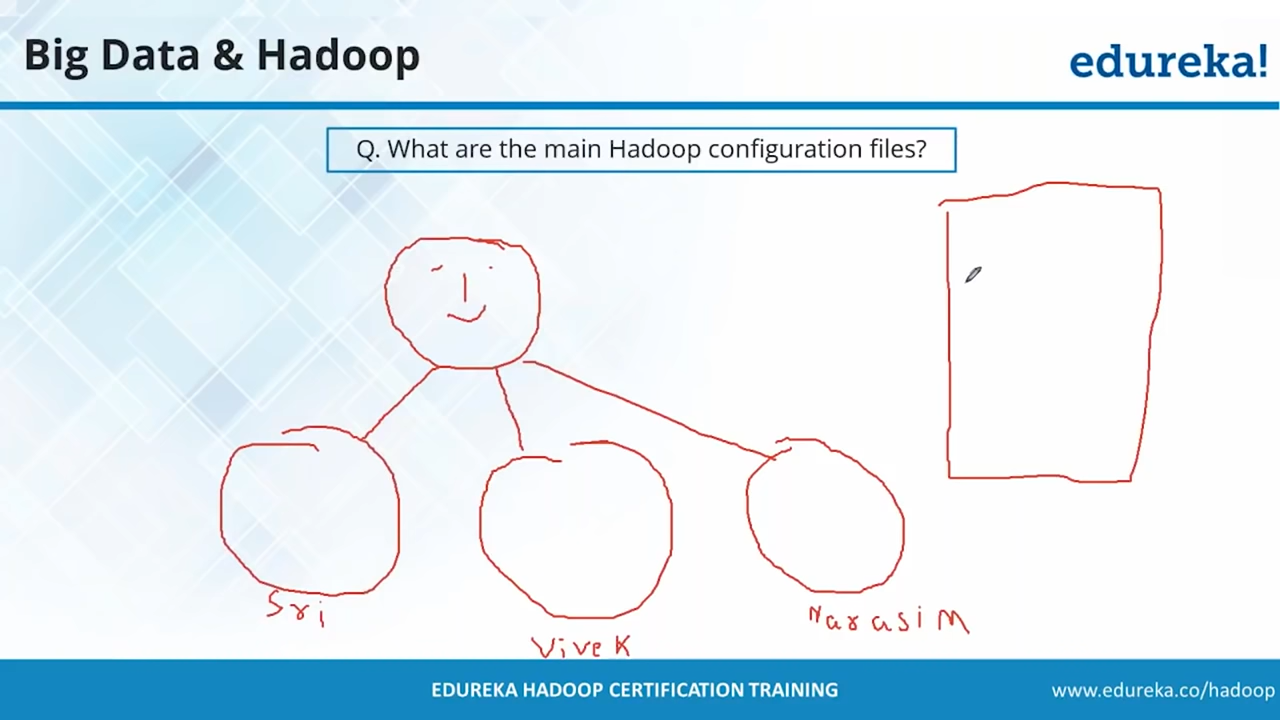 Big Data & Hadoop
edureka!
Q. What are the main Hadoop configuration files?
Sri
Vivek
NarasiM
EDUREKA HADOOP CERTIFICATION TRAINING
www.edureka.co/hadoop